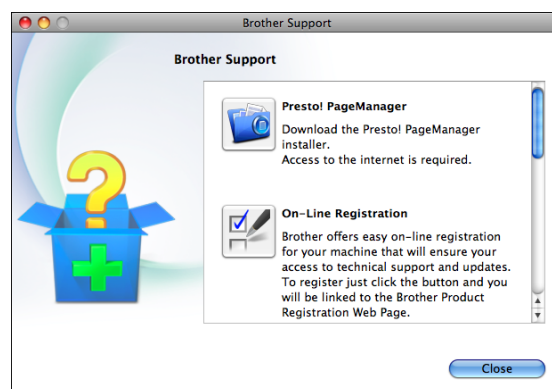 Brother Support
Brother Support
Presto! PageManager
Download the Presto! PageManager
installer.
Access to the internet is required.
On-Line Registration
Brother offers easy on-line registration
for your machine that will ensure your
access to technical support and updates.
To register just click the button and you
will be linked to the Brother Product
Registration Web Page.
Close